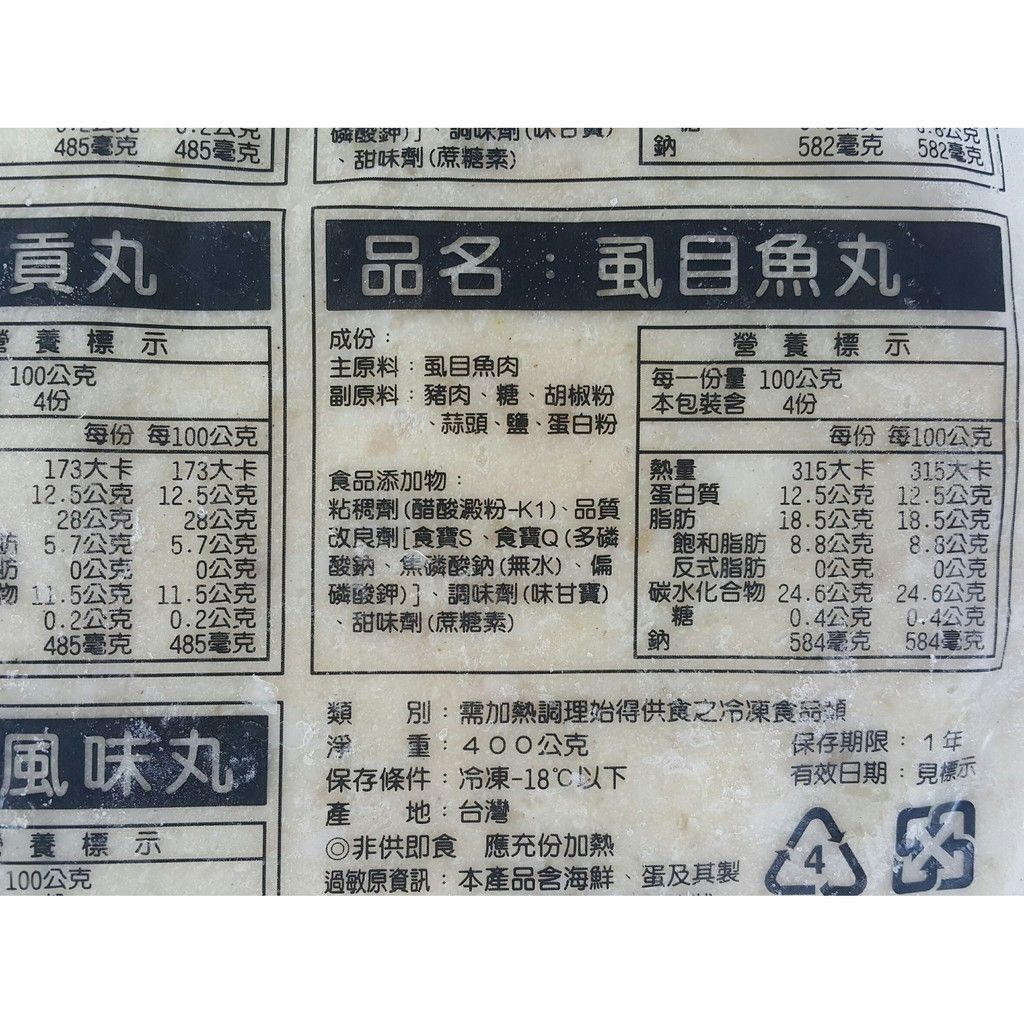 485毫克 485毫克
磷酸鉀)]、調味劑(味甘寶)
、甜味劑(蔗糖素)
鈉 582毫克 582毫克
貢丸
營養標示
100公克
4份
每份 每100公克
173大卡 173大卡
12.5公克 12.5公克
28公克 28公克
肪 5.7公克 5.7公克
肪 0公克 0公克
物 11.5公克 11.5公克
0.2公克 0.2公克
485毫克 485毫克
品名：虱目魚丸
成份：
主原料：虱目魚肉
副原料：豬肉、糖、胡椒粉
、蒜頭、鹽、蛋白粉
食品添加物：
粘稠劑(醋酸澱粉-K1)、品質
改良劑[食寶S、食寶Q(多磷
酸鈉、焦磷酸鈉(無水)、偏
磷酸鉀)]、調味劑(味甘寶)
、甜味劑(蔗糖素)
營養標示
每一份量 100公克
本包裝含 4份
每份 每100公克
熱量 315大卡 315大卡
蛋白質 12.5公克 12.5公克
脂肪 18.5公克 18.5公克
飽和脂肪 8.8公克 8.8公克
反式脂肪 0公克 0公克
碳水化合物 24.6公克 24.6公克
糖 0.4公克 0.4公克
鈉 584毫克 584毫克
風味丸
養標示
100公克
類 別：需加熱調理始得供食之冷凍食品類
淨 重：400公克
保存條件：冷凍-18℃以下
產 地：台灣
◎非供即食 應充份加熱
過敏原資訊：本產品含海鮮、蛋及其製
保存期限：1年
有效日期：見標示
4